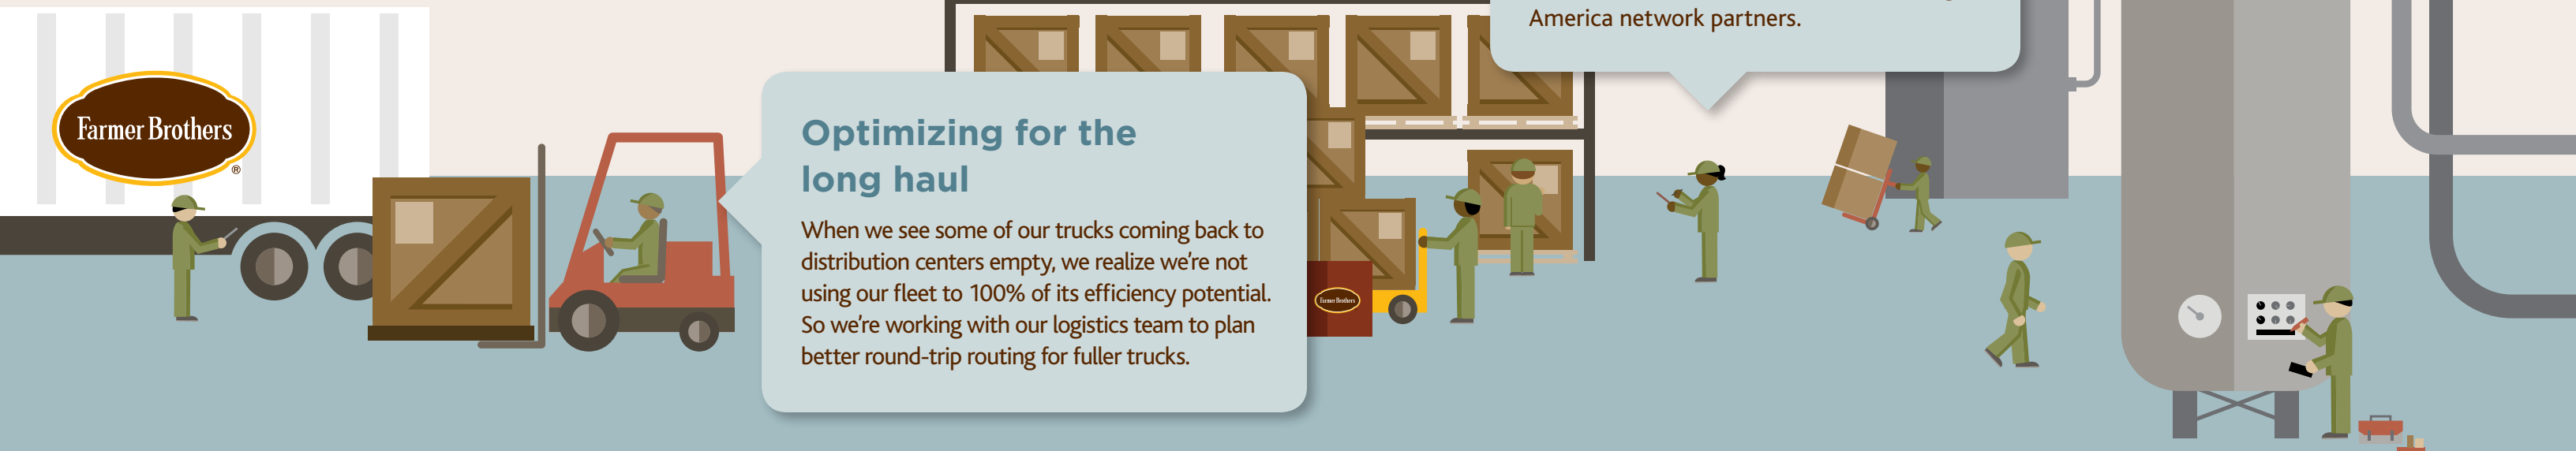 America network partners.
Farmer Brothers
®
Optimizing for the
long haul
When we see some of our trucks coming back to
distribution centers empty, we realize we’re not
using our fleet to 100% of its efficiency potential.
So we’re working with our logistics team to plan
better round-trip routing for fuller trucks.
Farmer Brothers